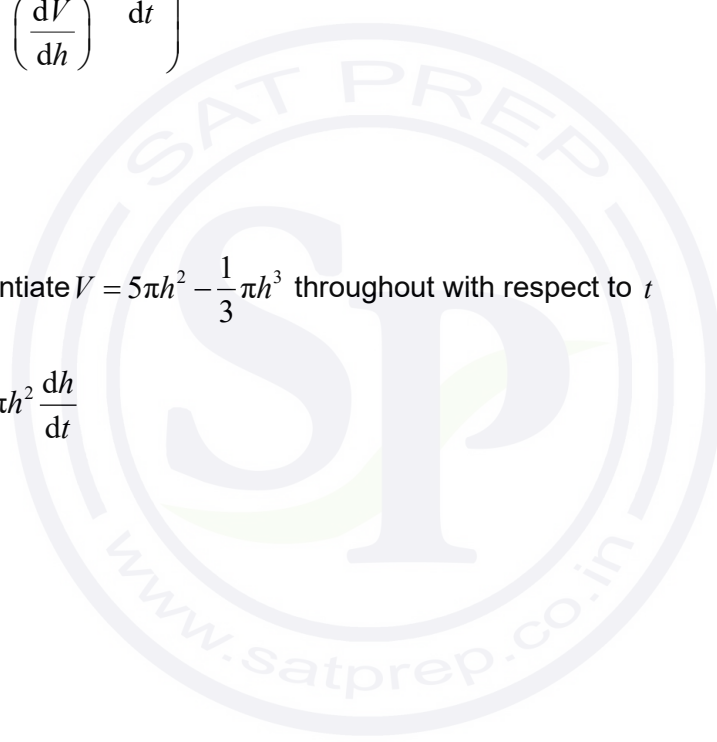 (dV/dh) dt)
ntiate V = 5πh² − 1/3 πh³ throughout with respect to t
h² dh/dt
SAT PREP
SP
www.satprep.co.in